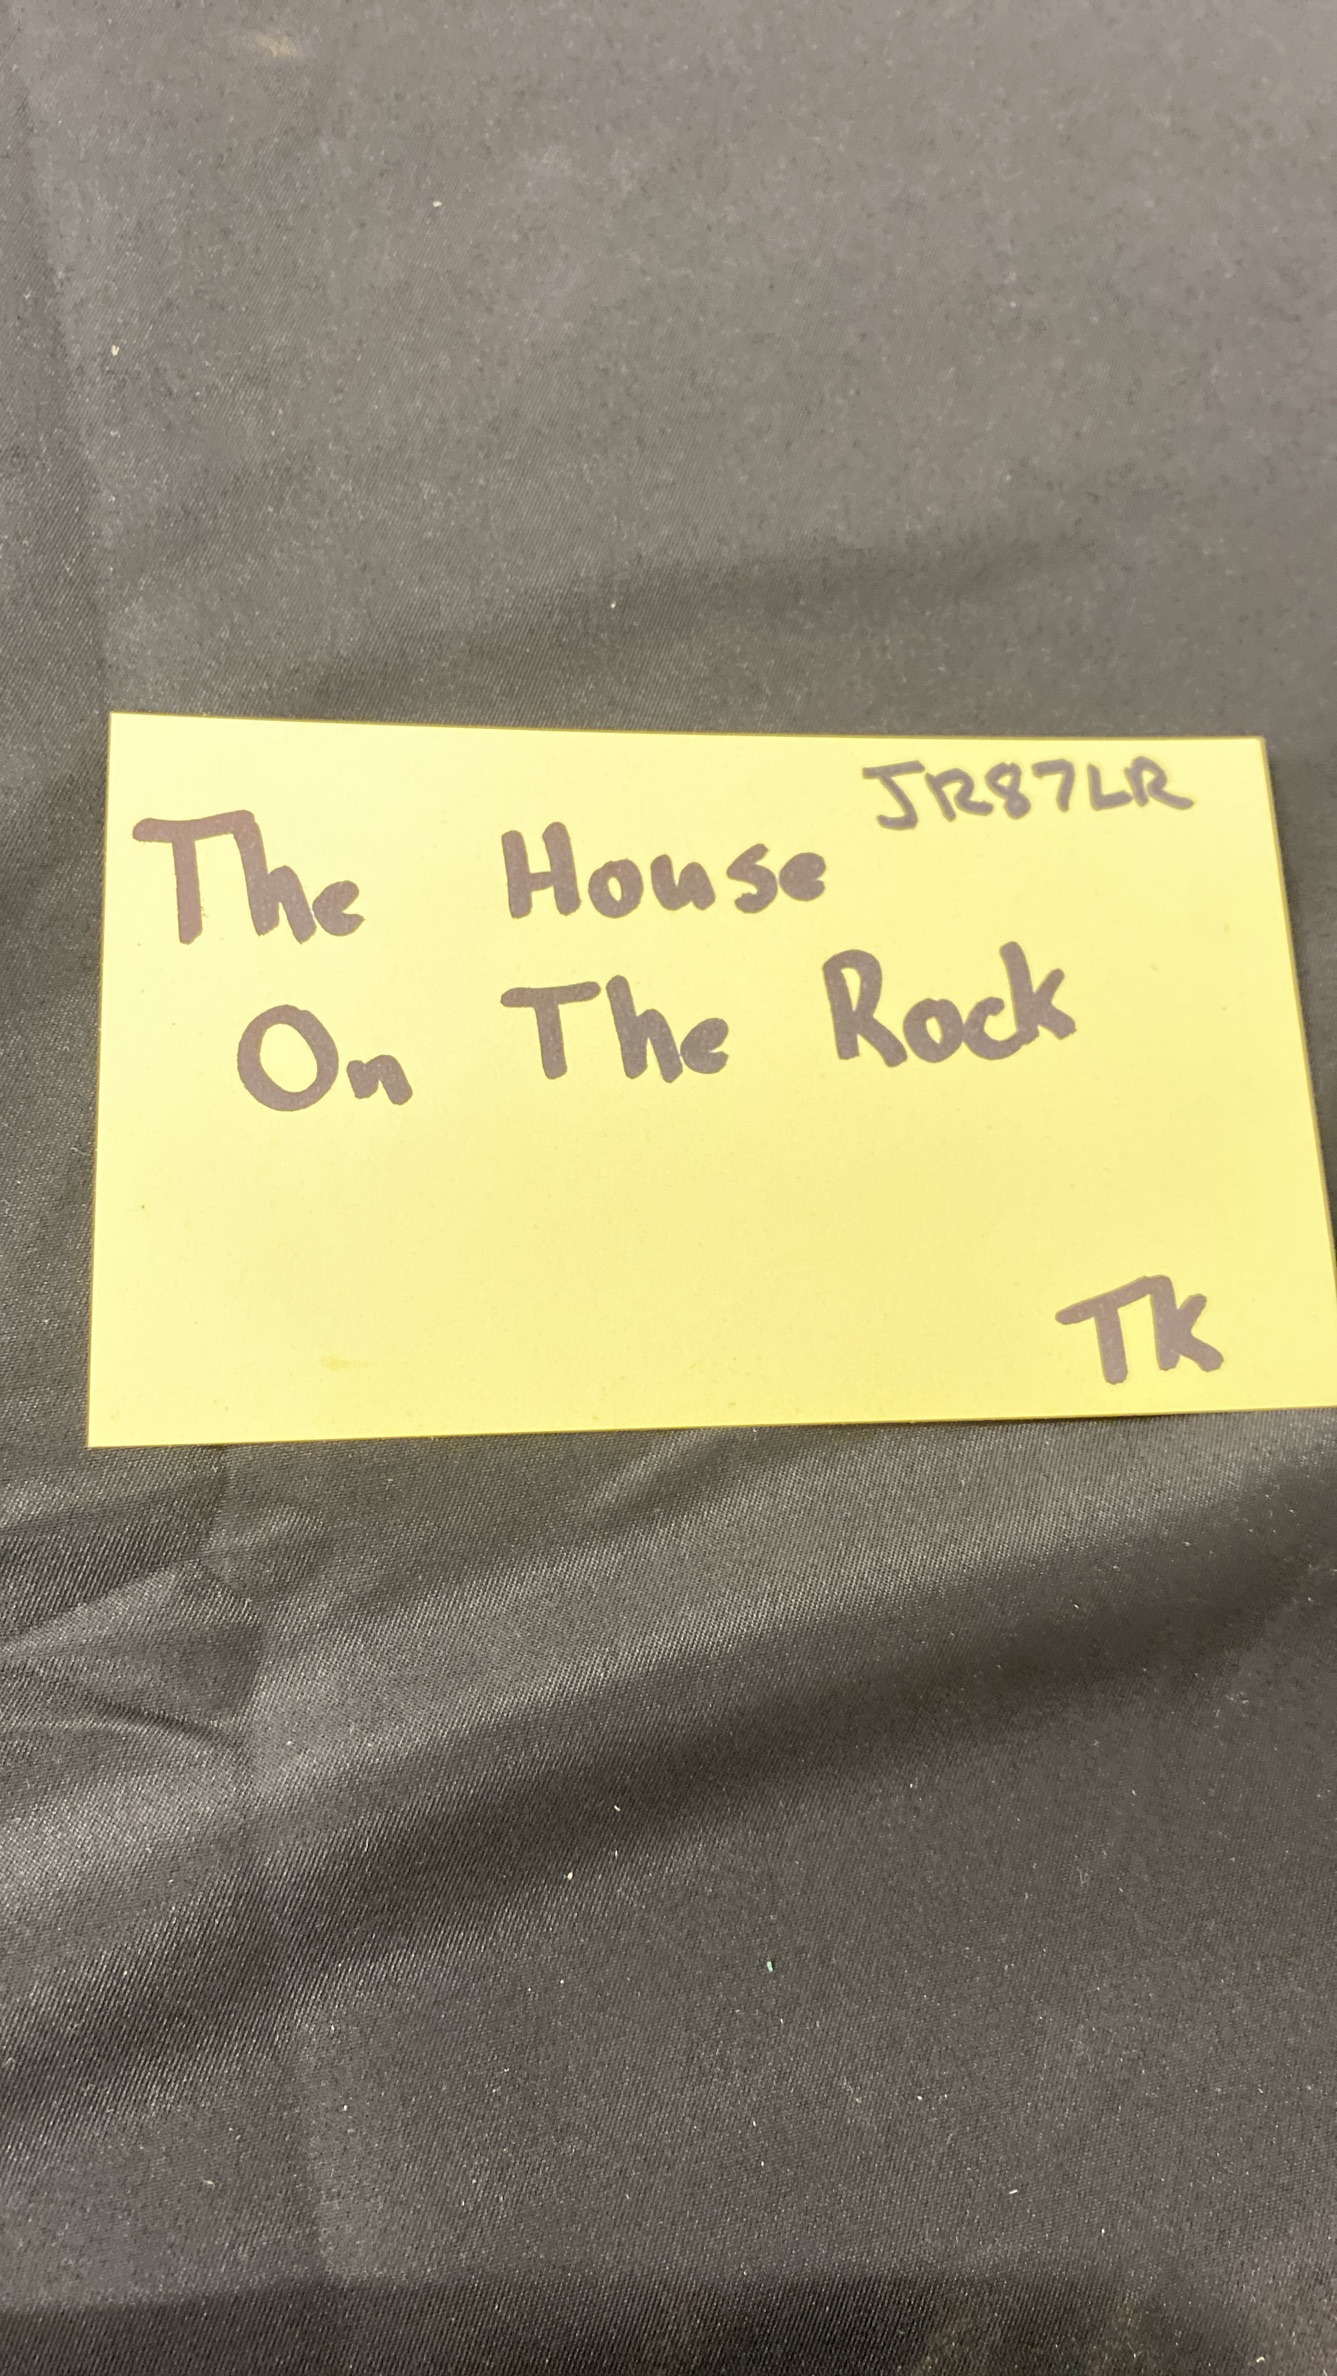 JR87LR
The House
On The Rock
TK